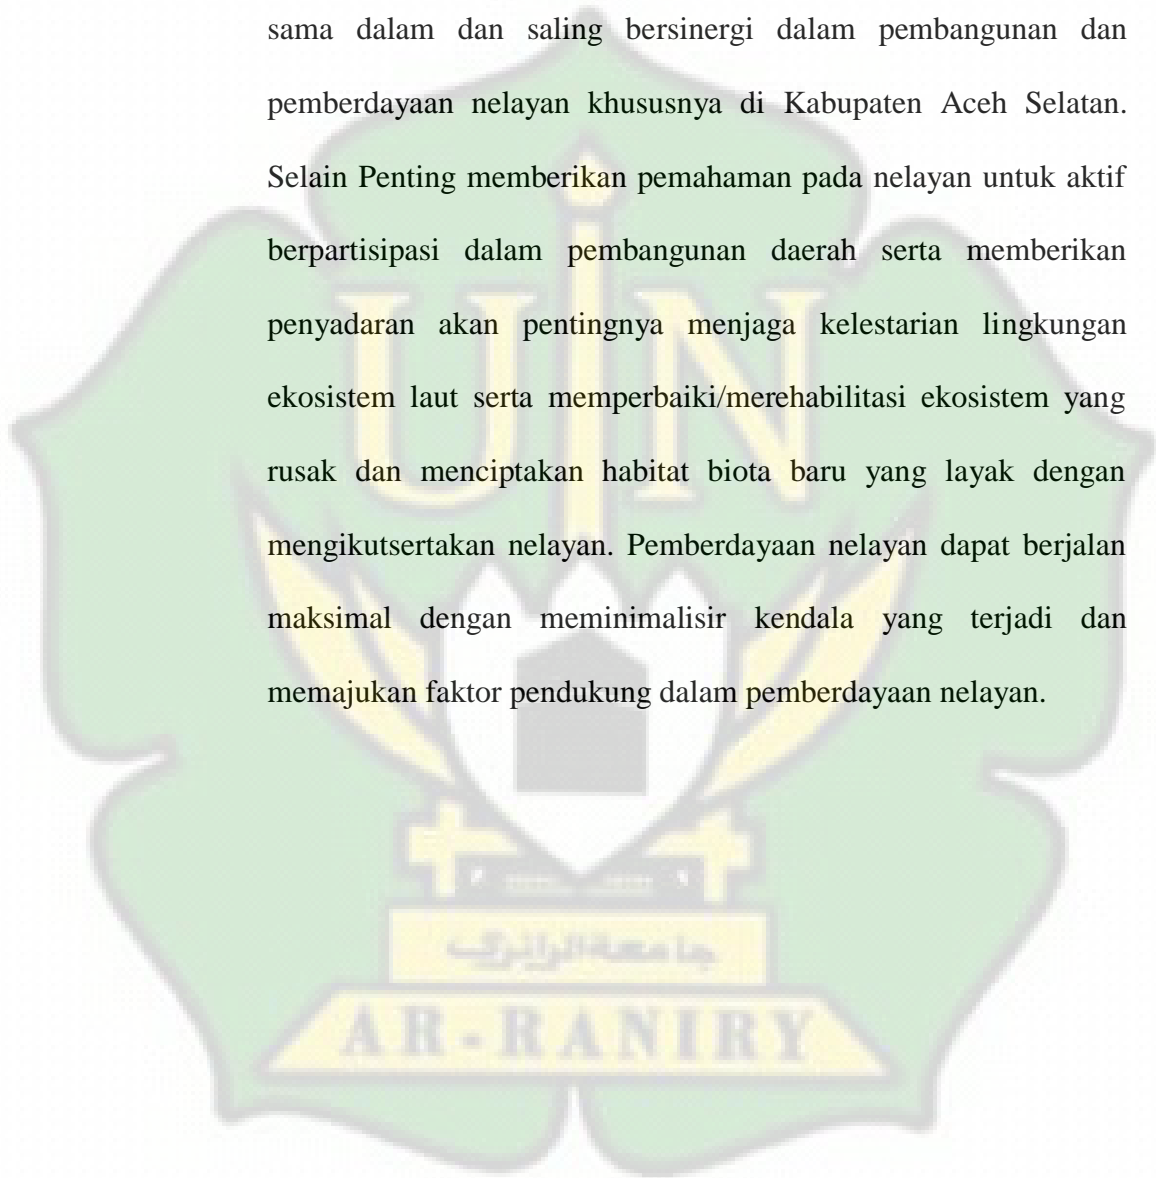 sama dalam dan saling bersinergi dalam pembangunan dan
pemberdayaan nelayan khususnya di Kabupaten Aceh Selatan.
Selain Penting memberikan pemahaman pada nelayan untuk aktif
berpartisipasi dalam pembangunan daerah serta memberikan
penyadaran akan pentingnya menjaga kelestarian lingkungan
ekosistem laut serta memperbaiki/merehabilitasi ekosistem yang
rusak dan menciptakan habitat biota baru yang layak dengan
mengikutsertakan nelayan. Pemberdayaan nelayan dapat berjalan
maksimal dengan meminimalisir kendala yang terjadi dan
memajukan faktor pendukung dalam pemberdayaan nelayan.
UIN
جامعة الرانري
AR-RANIRY